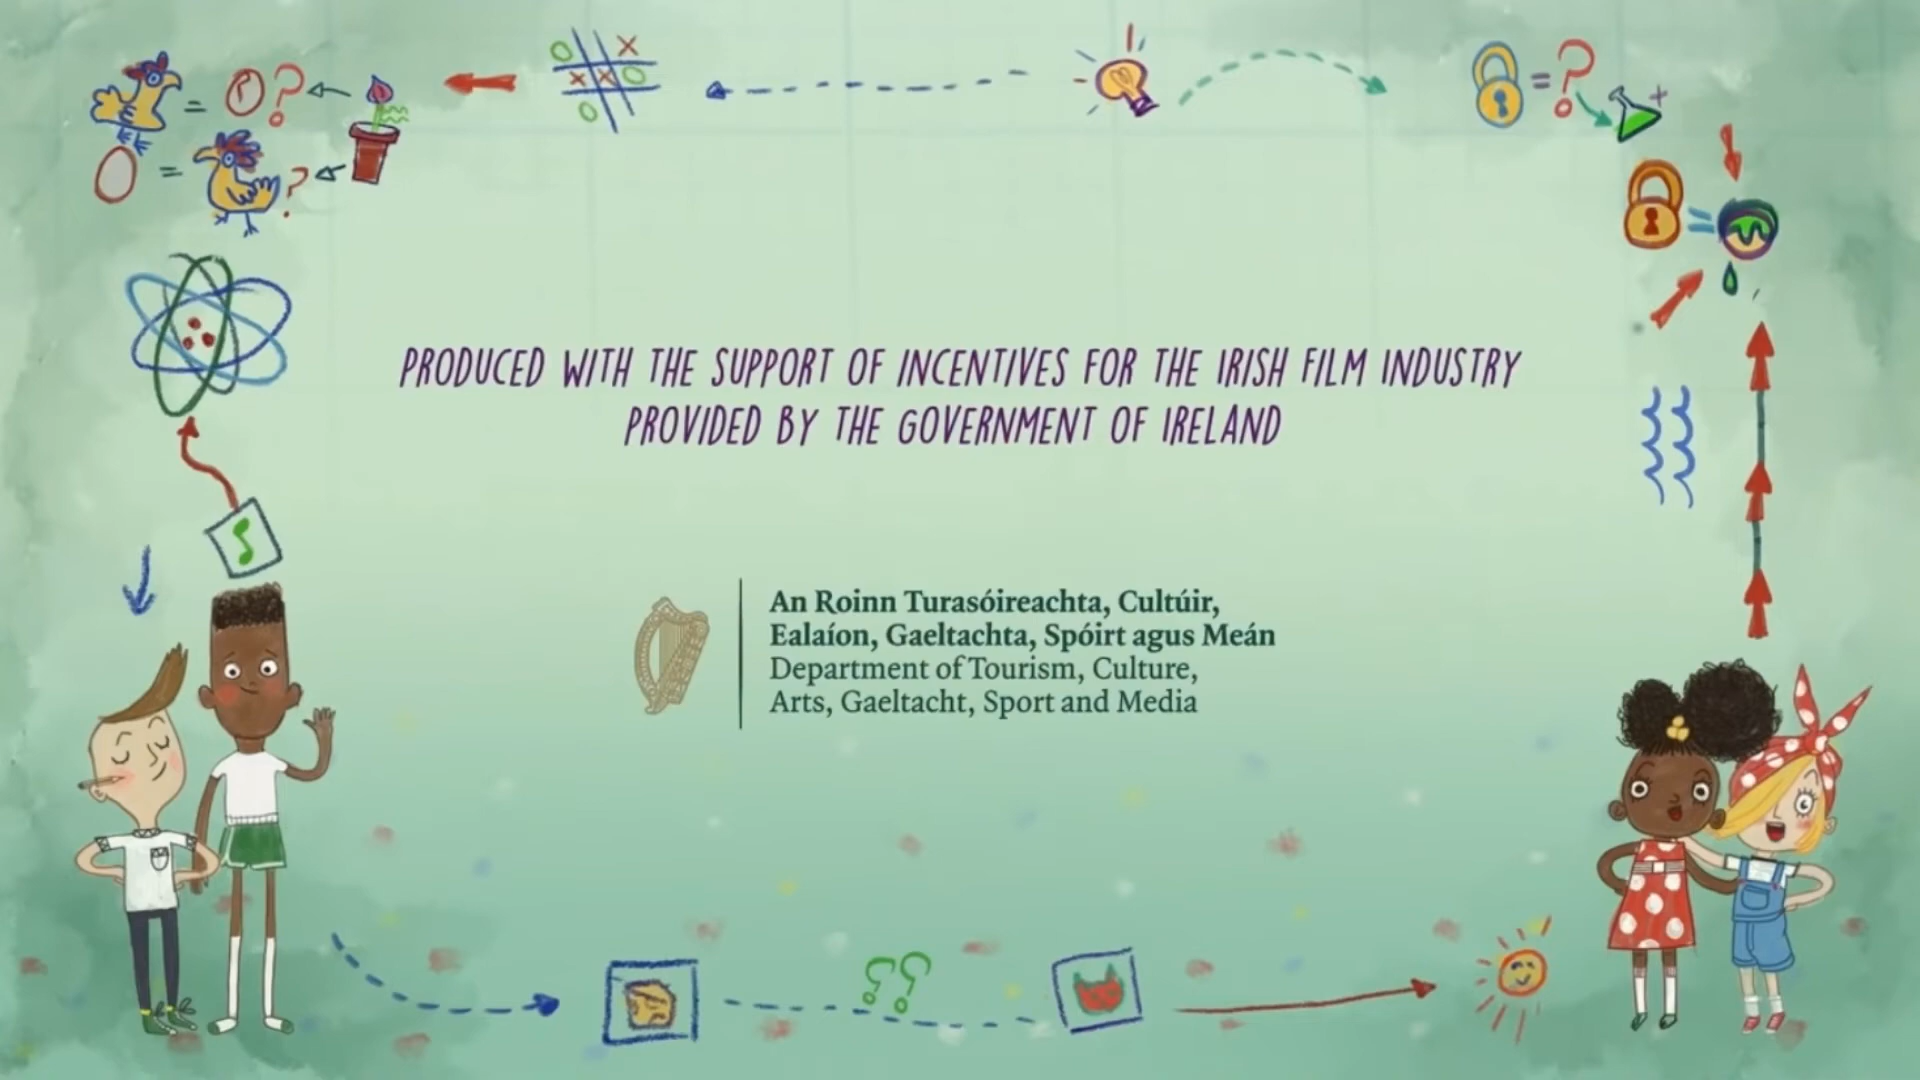 PRODUCED WITH THE SUPPORT OF INCENTIVES FOR THE IRISH FILM INDUSTRY
PROVIDED BY THE GOVERNMENT OF IRELAND
An Roinn Turasóireachta, Cultúir,
Ealaíon, Gaeltachta, Spóirt agus Meán
Department of Tourism, Culture,
Arts, Gaeltacht, Sport and Media